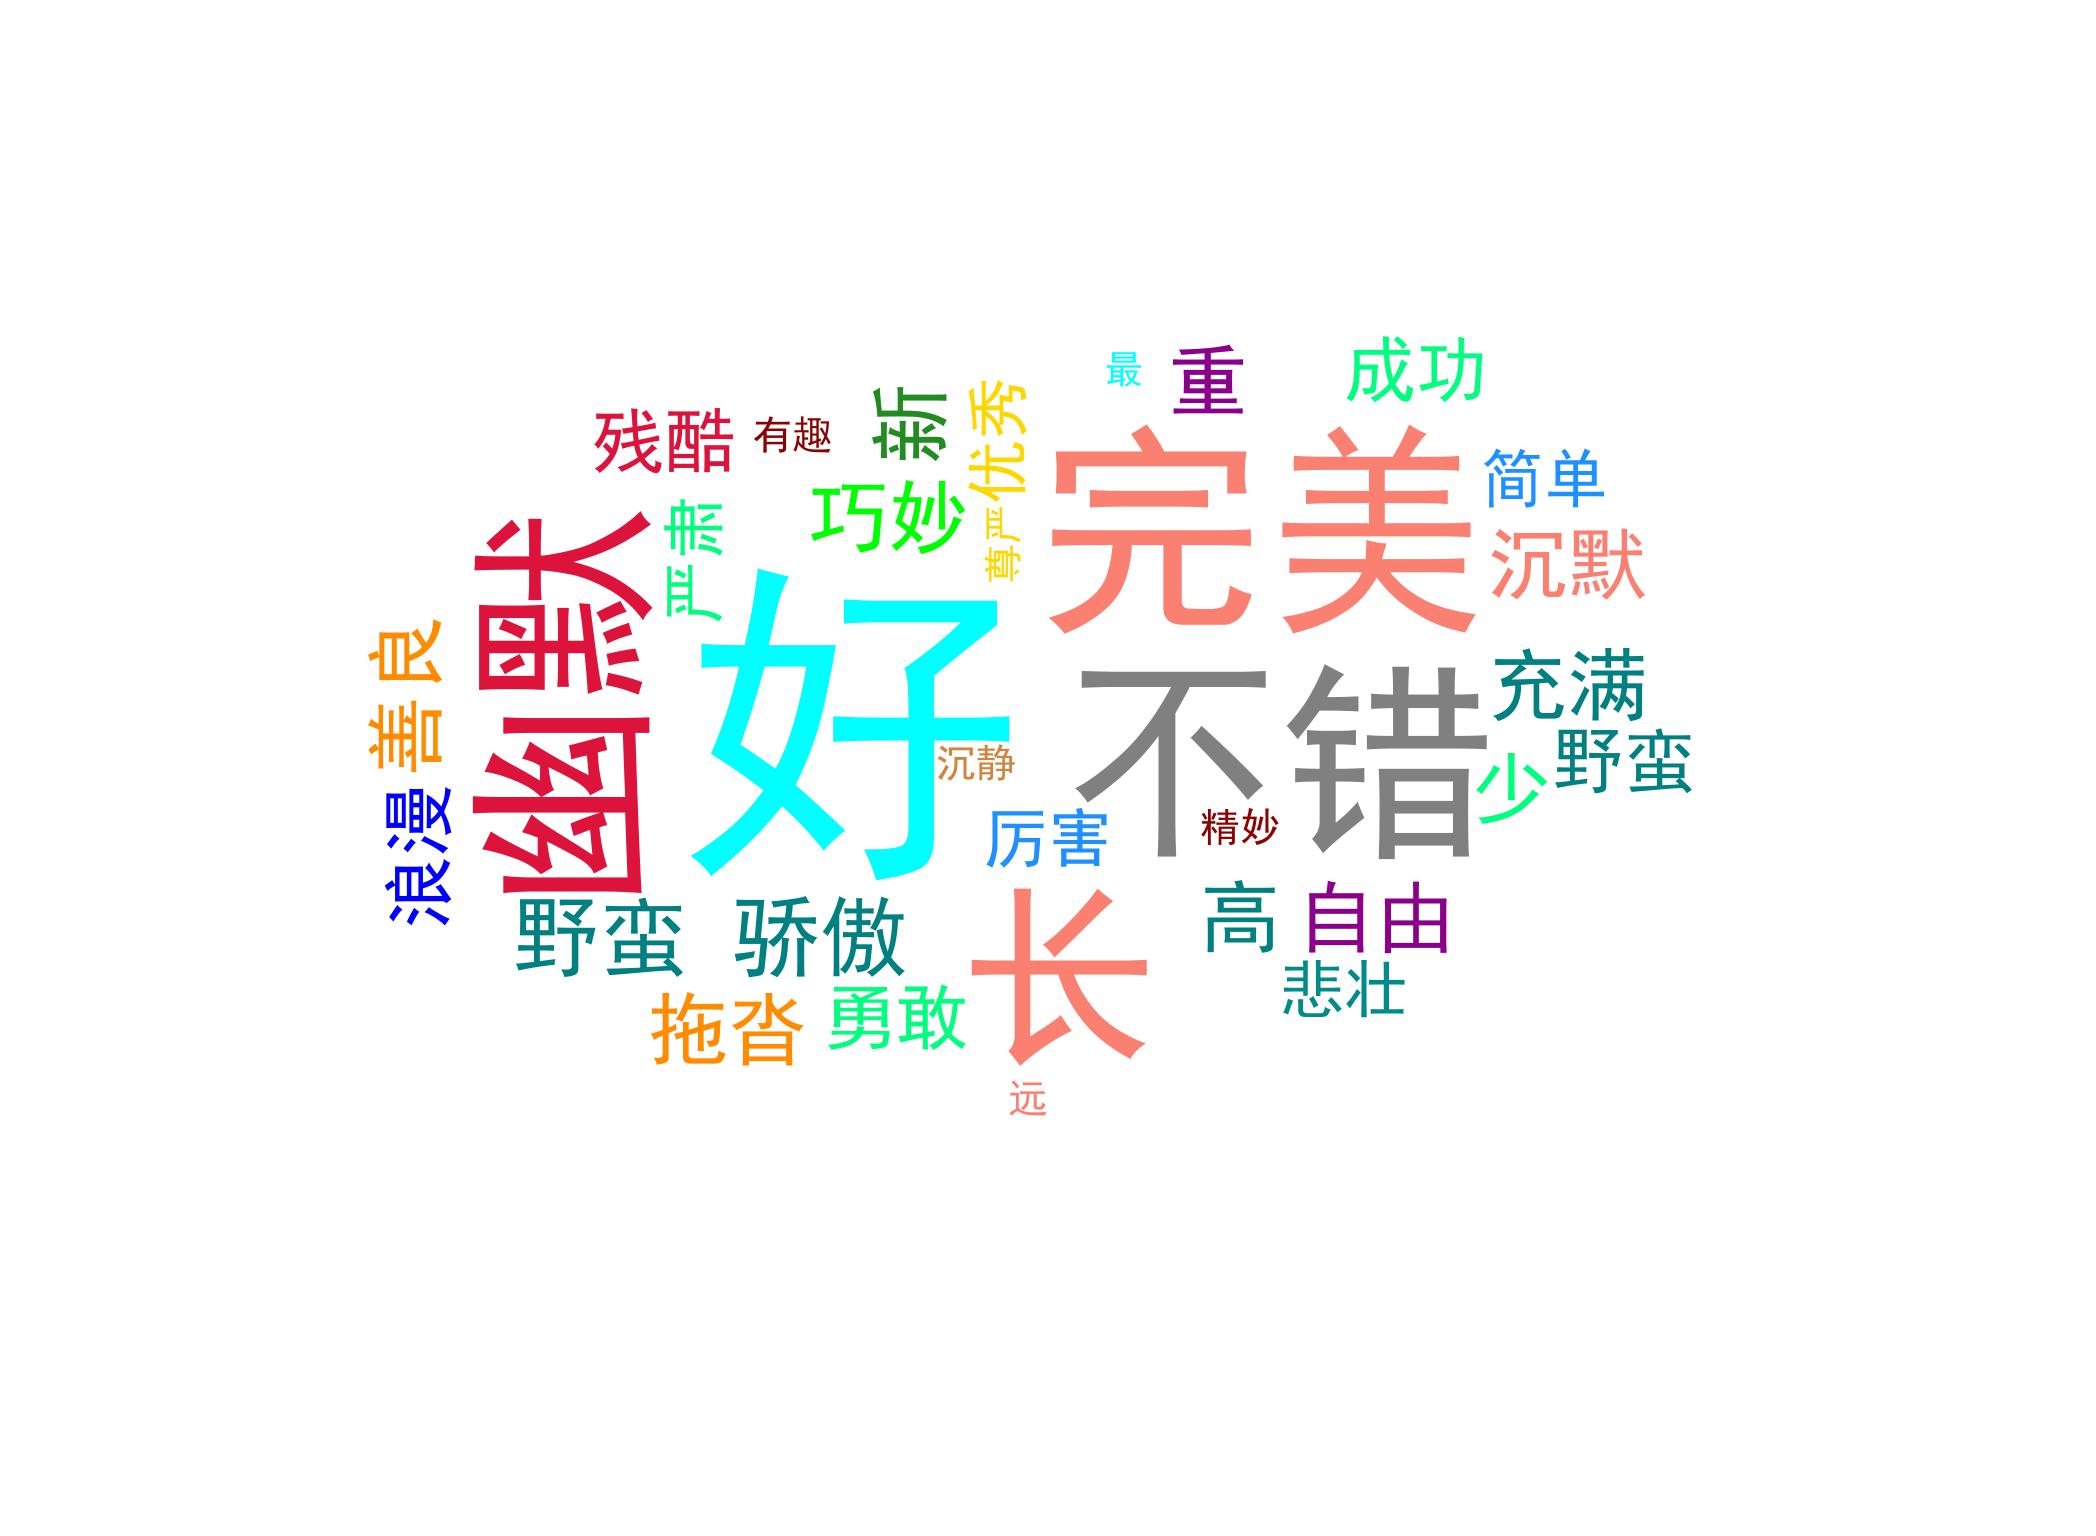 最
重
成功
残酷
有趣
新
优秀
完美
简单
巧妙
严肃
尊严
沉默
幽默
好
善良
不错
充满
野蛮
少
沉静
浪漫
厉害
精妙
野蛮
骄傲
长
高
自由
悲壮
拖沓
勇敢
远